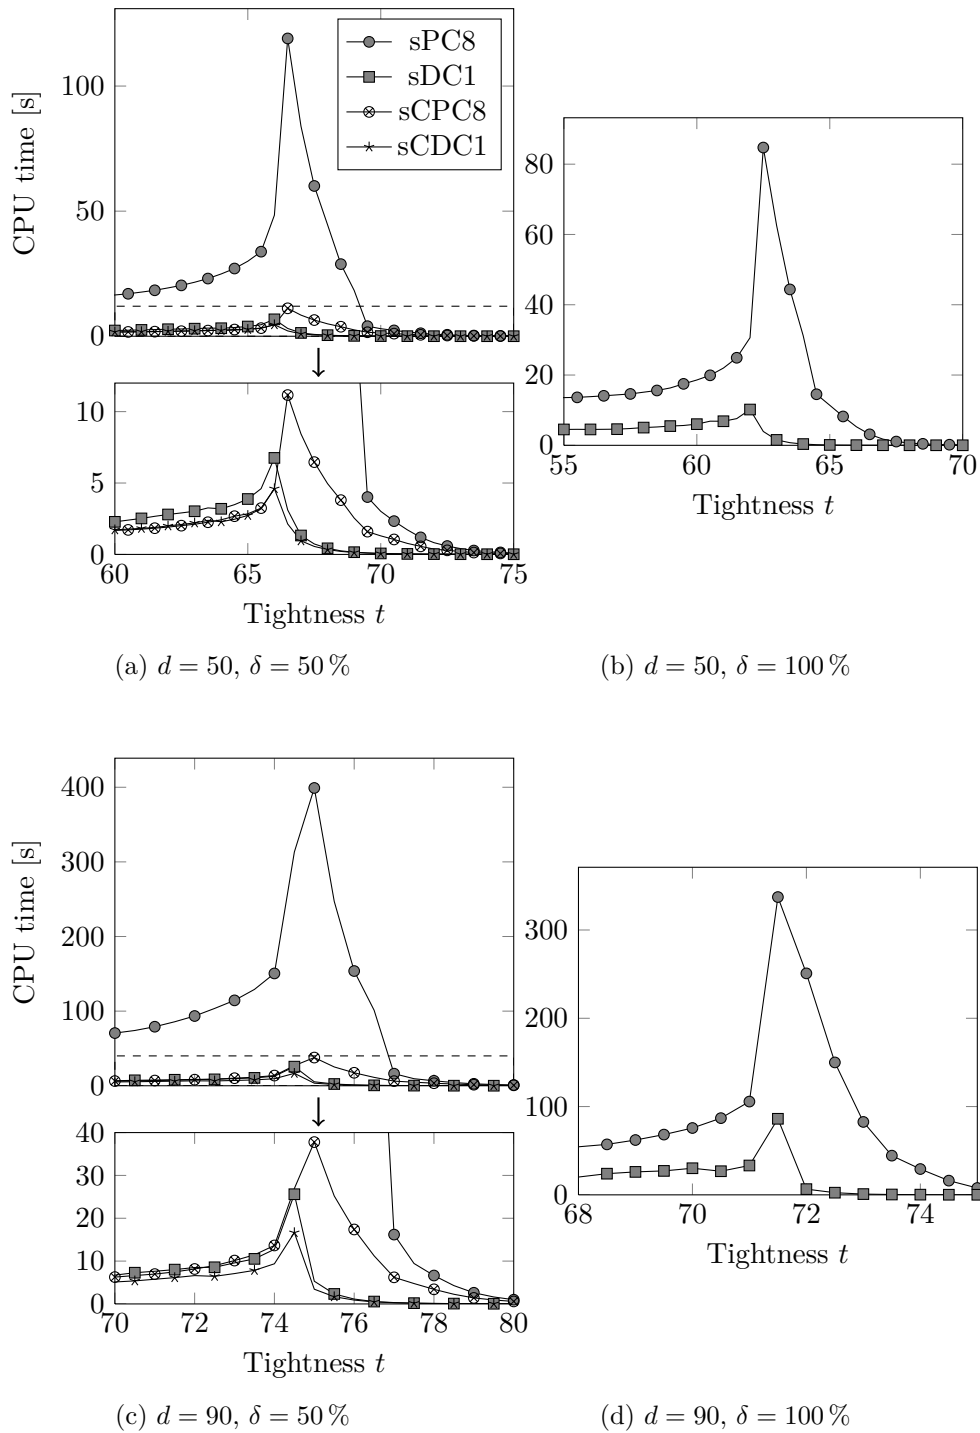 sPC8
sDC1
sCPC8
sCDC1
CPU time [s]
100
50
0
10
5
0
60 65 70 75
Tightness t
(a) d = 50, δ = 50 %
80
60
40
20
0
55 60 65 70
Tightness t
(b) d = 50, δ = 100 %
CPU time [s]
400
300
200
100
0
40
30
20
10
0
70 72 74 76 78 80
Tightness t
(c) d = 90, δ = 50 %
300
200
100
0
68 70 72 74
Tightness t
(d) d = 90, δ = 100 %